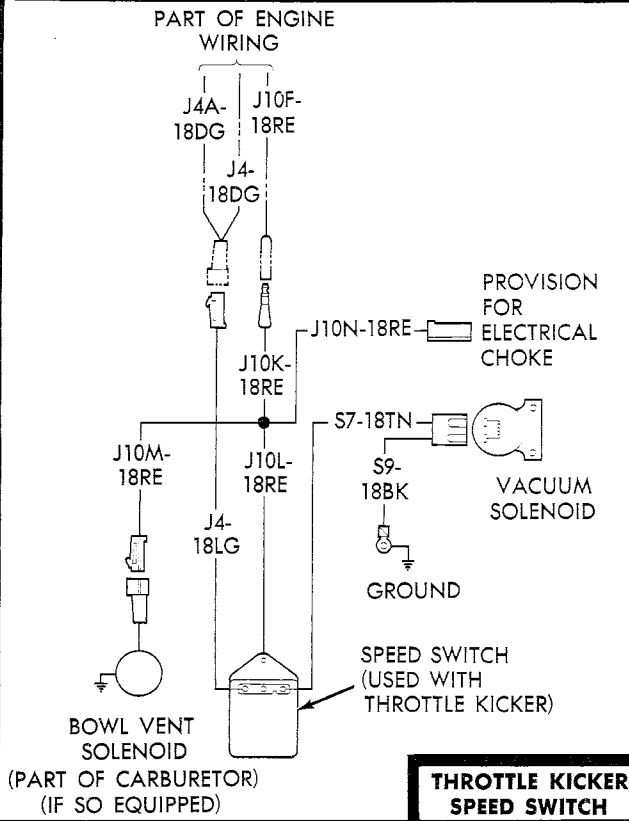 PART OF ENGINE
WIRING
J4A-
18DG
J10F-
18RE
J4-
18DG
PROVISION
FOR
ELECTRICAL
CHOKE
J10N-18RE
J10K-
18RE
S7-18TN
J10M-
18RE
J10L-
18RE
S9-
18BK
VACUUM
SOLENOID
J4-
18LG
GROUND
SPEED SWITCH
(USED WITH
THROTTLE KICKER)
BOWL VENT
SOLENOID
(PART OF CARBURETOR)
(IF SO EQUIPPED)
THROTTLE KICKER
SPEED SWITCH